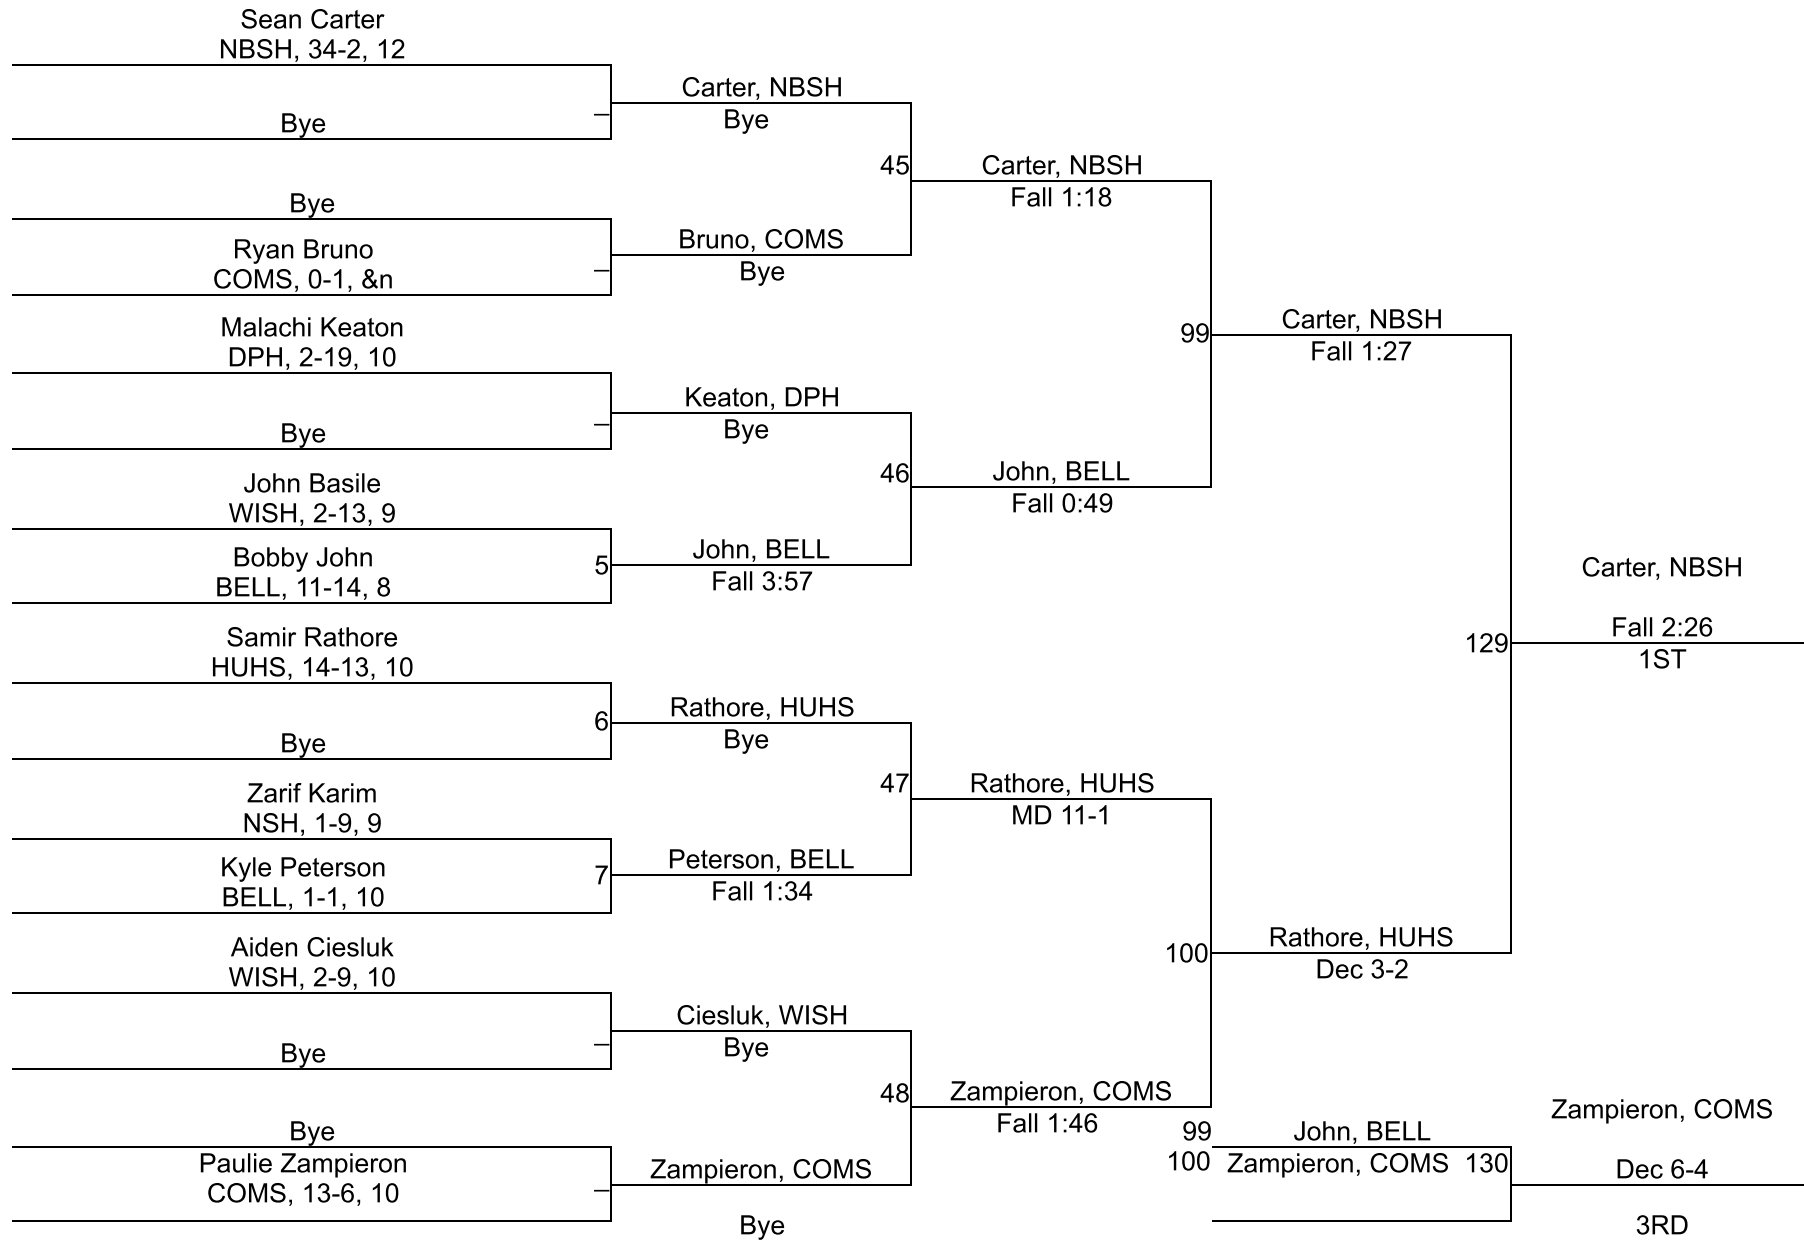 Sean Carter
NBSH, 34-2, 12
Bye
_
Bye
Ryan Bruno
COMS, 0-1, &n
_
Malachi Keaton
DPH, 2-19, 10
Bye
_
John Basile
WISH, 2-13, 9
Bobby John
BELL, 11-14, 8
5
Samir Rathore
HUHS, 14-13, 10
6
Bye
Zarif Karim
NSH, 1-9, 9
Kyle Peterson
BELL, 1-1, 10
7
Aiden Ciesluk
WISH, 2-9, 10
Bye
_
Bye
Paulie Zampieron
COMS, 13-6, 10
_
Carter, NBSH
Bye
45
Bruno, COMS
Bye
Keaton, DPH
Bye
46
John, BELL
Fall 3:57
Rathore, HUHS
Bye
47
Peterson, BELL
Fall 1:34
Ciesluk, WISH
Bye
48
Zampieron, COMS
Bye
Carter, NBSH
Fall 1:18
99
John, BELL
Fall 0:49
Rathore, HUHS
MD 11-1
100
Zampieron, COMS
Fall 1:46
Carter, NBSH
Fall 1:27
129
Rathore, HUHS
Dec 3-2
Carter, NBSH
Fall 2:26
1ST
99 John, BELL
100 Zampieron, COMS 130
Zampieron, COMS
Dec 6-4
3RD